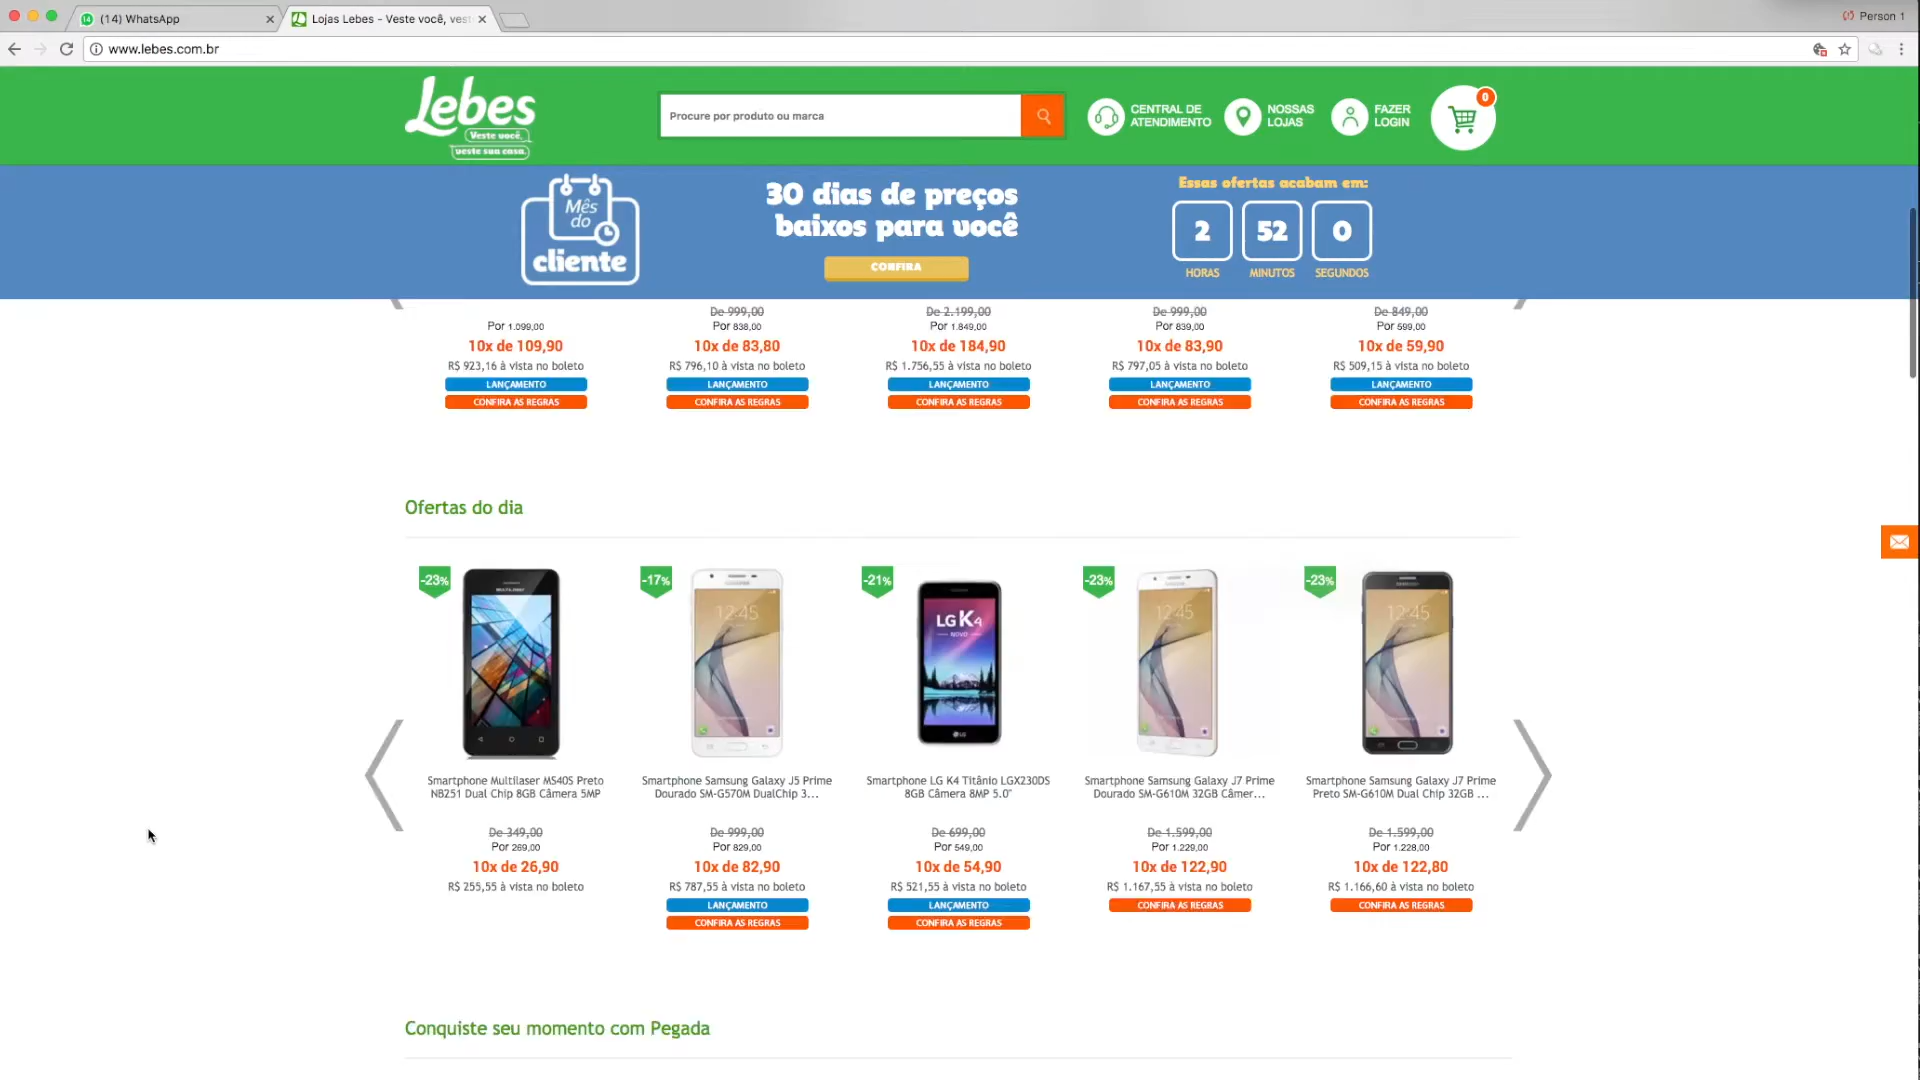 (14) WhatsApp
Lojas Lebes - Veste você, vest
Person 1
www.lebes.com.br
Lebes
Veste você,
veste sua casa.
Procure por produto ou marca
CENTRAL DE
ATENDIMENTO
NOSSAS
LOJAS
FAZER
LOGIN
0
Mês
do
cliente
30 dias de preços
baixos para você
CONFIRA
Essas ofertas acabam em:
2 52 0
HORAS MINUTOS SEGUNDOS
De 999,00 De 2.199,00 De 999,00 De 849,00
Por 1.099,00 Por 838,00 Por 1.849,00 Por 839,00 Por 599,00
10x de 109,90 10x de 83,80 10x de 184,90 10x de 83,90 10x de 59,90
R$ 923,16 à vista no boleto R$ 796,10 à vista no boleto R$ 1.756,55 à vista no boleto R$ 797,05 à vista no boleto R$ 509,15 à vista no boleto
LANÇAMENTO LANÇAMENTO LANÇAMENTO LANÇAMENTO LANÇAMENTO
CONFIRA AS REGRAS CONFIRA AS REGRAS CONFIRA AS REGRAS CONFIRA AS REGRAS CONFIRA AS REGRAS
Ofertas do dia
-23% -17% -21% -23% -23%
12:45 12:45 12:45
LG K4
NOVO
LG
Smartphone Multilaser MS40S Preto
NB251 Dual Chip 8GB Câmera 5MP
De 349,00
Por 269,00
10x de 26,90
R$ 255,55 à vista no boleto
Smartphone Samsung Galaxy J5 Prime
Dourado SM-G570M DualChip 3...
De 999,00
Por 829,00
10x de 82,90
R$ 787,55 à vista no boleto
LANÇAMENTO
CONFIRA AS REGRAS
Smartphone LG K4 Titânio LGX230DS
8GB Câmera 8MP 5.0"
De 699,00
Por 549,00
10x de 54,90
R$ 521,55 à vista no boleto
LANÇAMENTO
CONFIRA AS REGRAS
Smartphone Samsung Galaxy J7 Prime
Dourado SM-G610M 32GB Câmer...
De 1.599,00
Por 1.229,00
10x de 122,90
R$ 1.167,55 à vista no boleto
CONFIRA AS REGRAS
Smartphone Samsung Galaxy J7 Prime
Preto SM-G610M Dual Chip 32GB ...
De 1.599,00
Por 1.228,00
10x de 122,80
R$ 1.166,60 à vista no boleto
CONFIRA AS REGRAS
Conquiste seu momento com Pegada